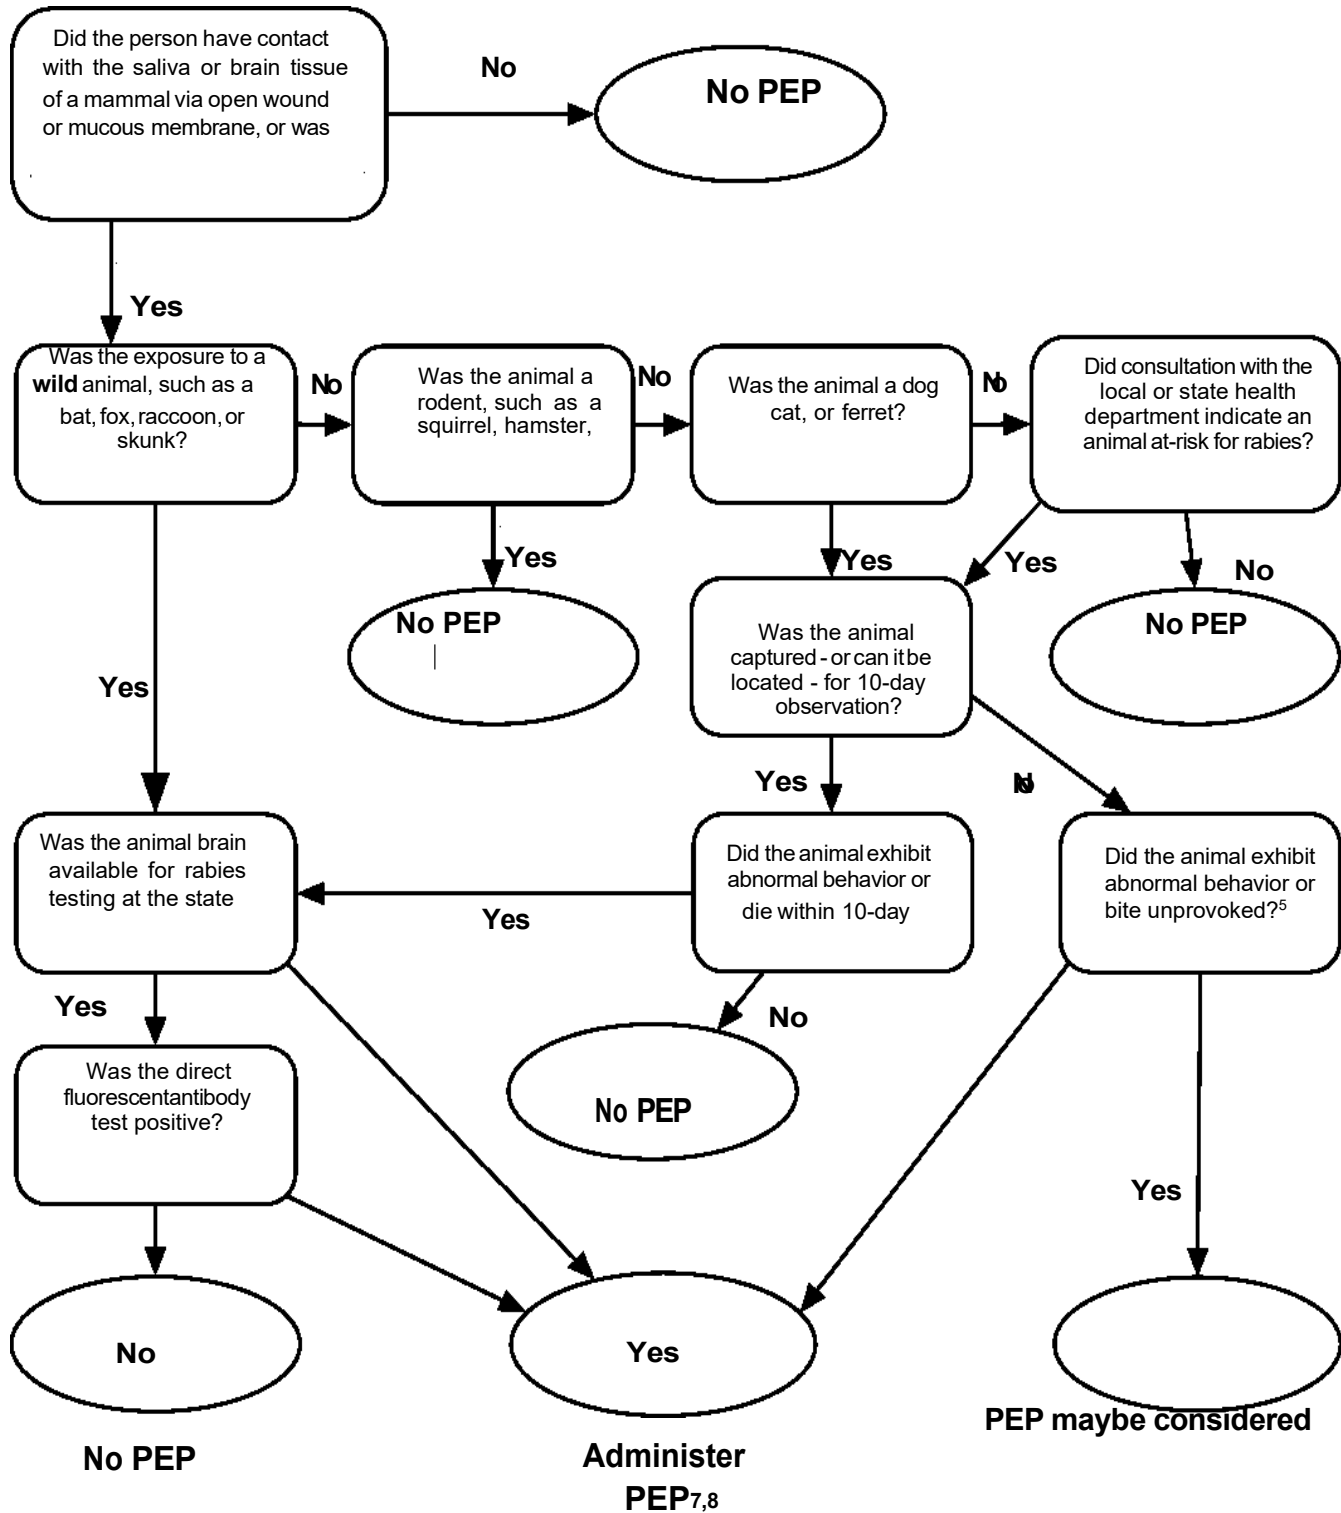 Did the person have contact
with the saliva or brain tissue
of a mammal via open wound
or mucous membrane, or was
No
No PEP
Yes
Was the exposure to a
wild animal, such as a
bat, fox, raccoon, or
skunk?
No
Was the animal a
rodent, such as a
squirrel, hamster,
No
Was the animal a dog
cat, or ferret?
No
Did consultation with the
local or state health
department indicate an
animal at-risk for rabies?
Yes
No PEP
Yes
Yes
No
No PEP
Was the animal
captured - or can it be
located - for 10-day
observation?
Yes
Yes
No
Was the animal brain
available for rabies
testing at the state
Yes
Did the animal exhibit
abnormal behavior or
die within 10-day
Did the animal exhibit
abnormal behavior or
bite unprovoked?5
Yes
No
No PEP
Was the direct
fluorescentantibody
test positive?
Yes
No
Yes
No PEP
Administer
PEP7,8
PEP maybe considered